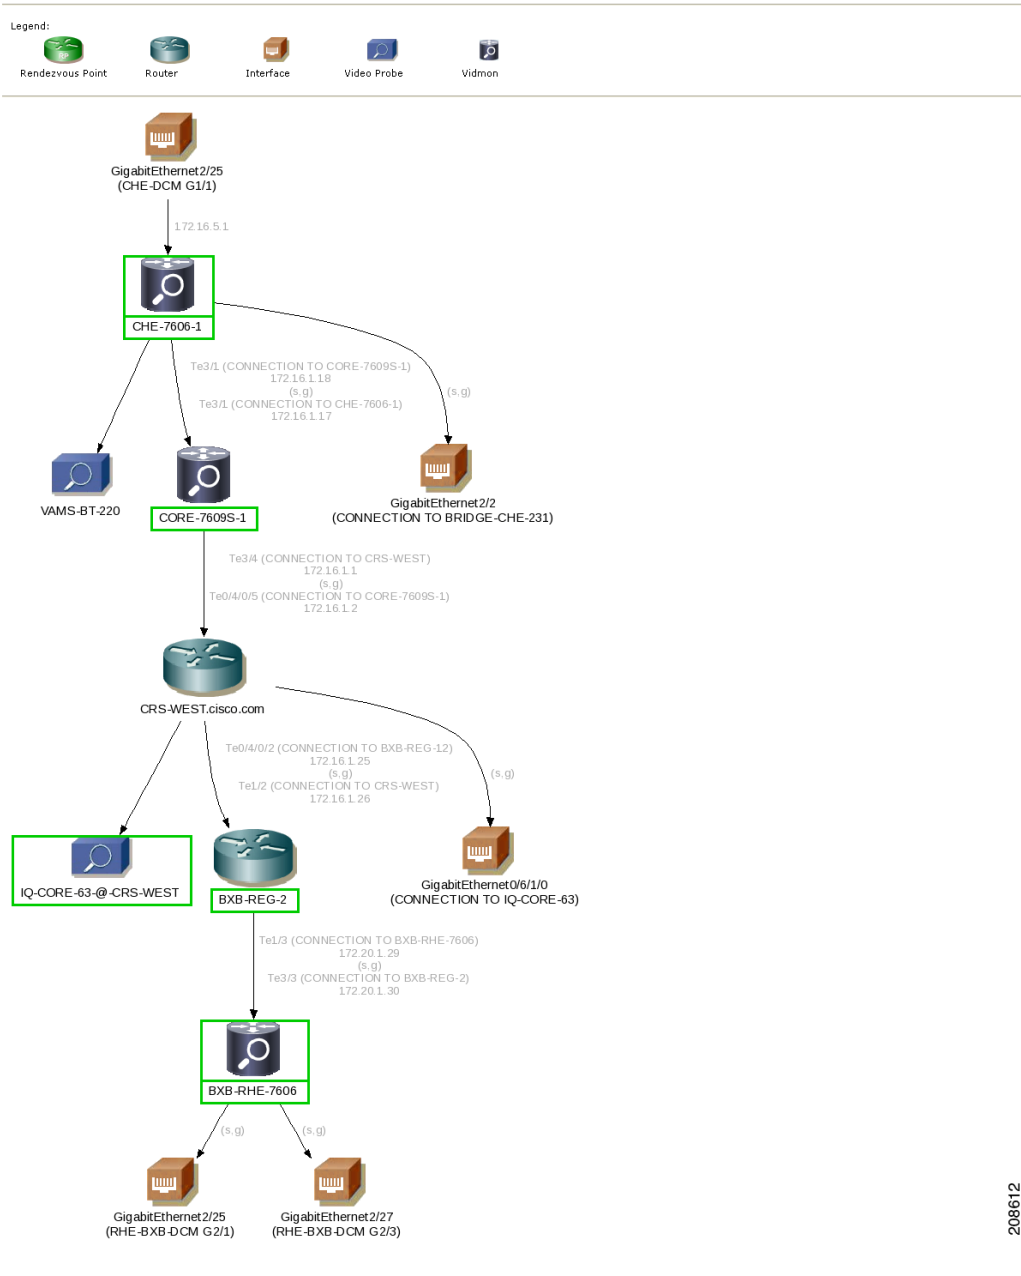 Legend:
Rendezvous Point
Router
Interface
Video Probe
Vidmon
GigabitEthernet2/25
(CHE-DCM G1/1)
172.16.5.1
CHE-7606-1
Te3/1 (CONNECTION TO CORE-7609S-1)
172.16.1.18
(s,g)
Te3/1 (CONNECTION TO CHE-7606-1)
172.16.1.17
(s,g)
VAMS-BT-220
CORE-7609S-1
GigabitEthernet2/2
(CONNECTION TO BRIDGE-CHE-231)
Te3/4 (CONNECTION TO CRS-WEST)
172.16.1.1
(s,g)
Te0/4/0/5 (CONNECTION TO CORE-7609S-1)
172.16.1.2
CRS-WEST.cisco.com
Te0/4/0/2 (CONNECTION TO BXB-REG-12)
172.16.1.25
(s,g)
Te1/2 (CONNECTION TO CRS-WEST)
172.16.1.26
(s,g)
IQ-CORE-63-@-CRS-WEST
BXB-REG-2
GigabitEthernet0/6/1/0
(CONNECTION TO IQ-CORE-63)
Te1/3 (CONNECTION TO BXB-RHE-7606)
172.20.1.29
(s,g)
Te3/3 (CONNECTION TO BXB-REG-2)
172.20.1.30
BXB-RHE-7606
(s,g)
(s,g)
GigabitEthernet2/25
(RHE-BXB-DCM G2/1)
GigabitEthernet2/27
(RHE-BXB-DCM G2/3)
208612